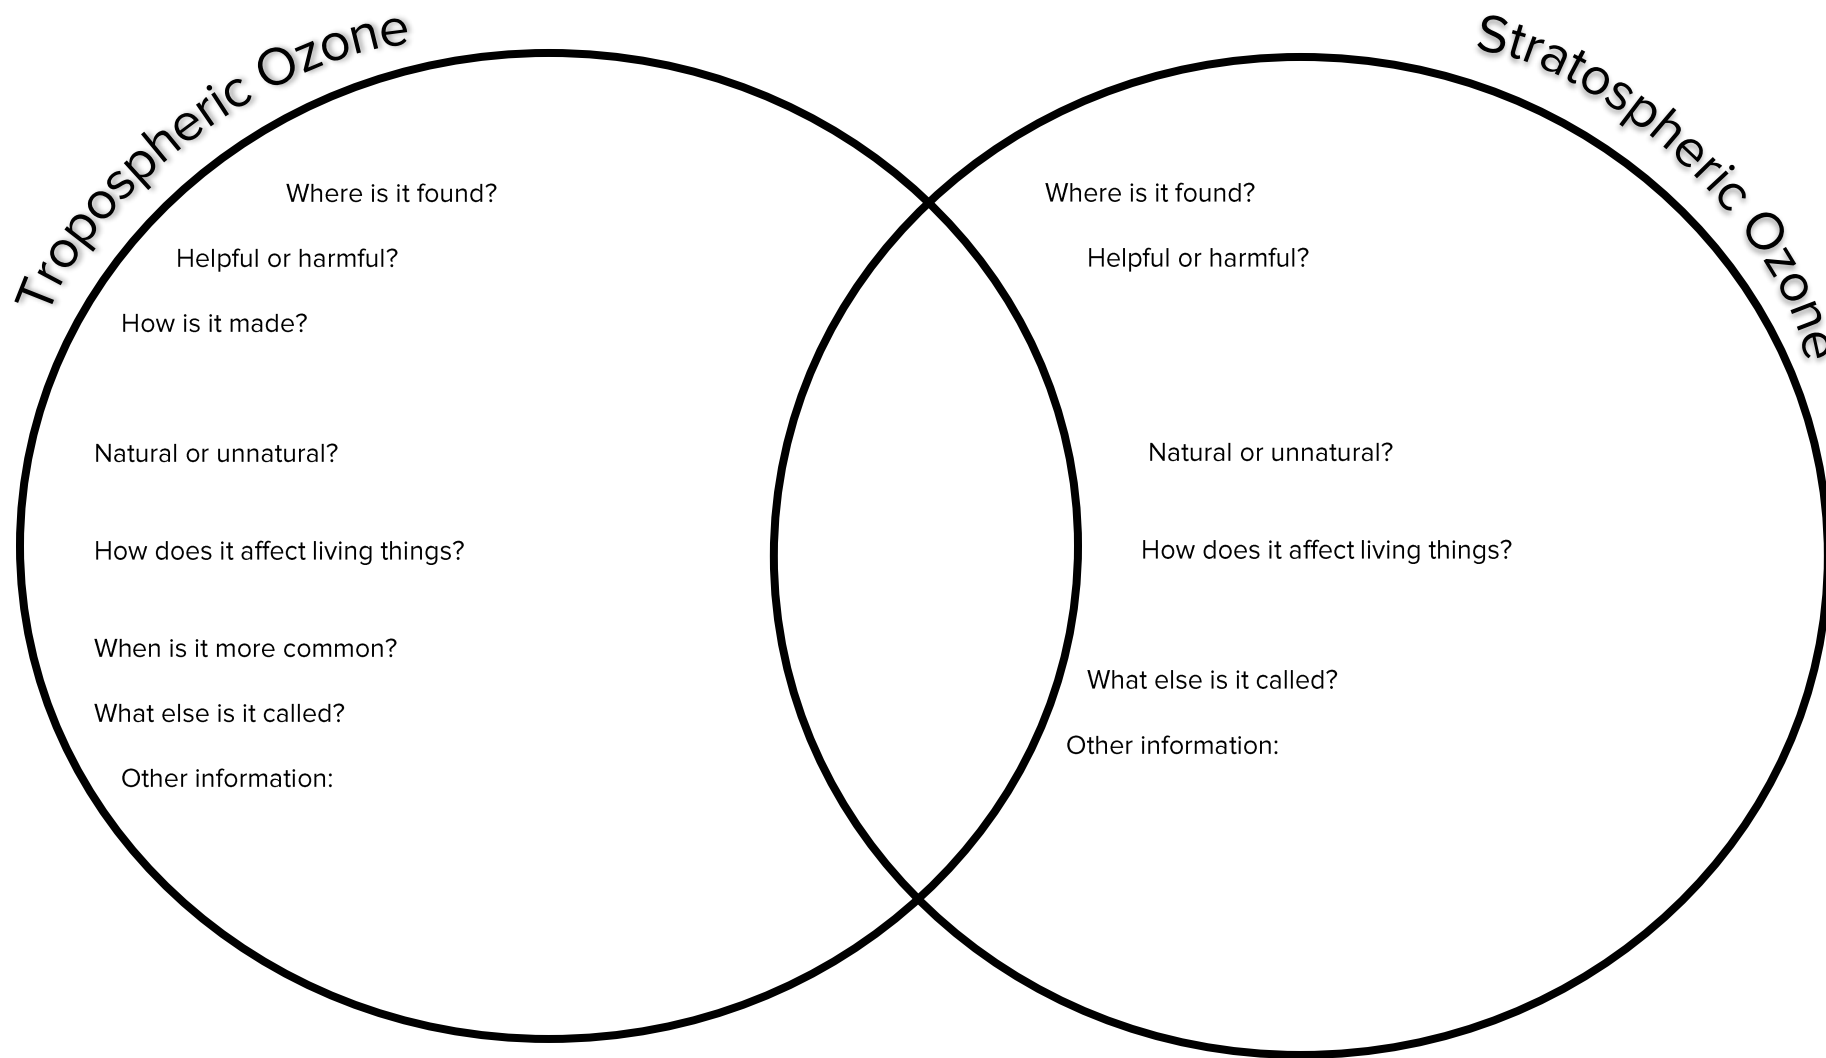 Tropospheric Ozone
Where is it found?
Helpful or harmful?
How is it made?
Natural or unnatural?
How does it affect living things?
When is it more common?
What else is it called?
Other information:
Stratospheric Ozone
Where is it found?
Helpful or harmful?
Natural or unnatural?
How does it affect living things?
What else is it called?
Other information: